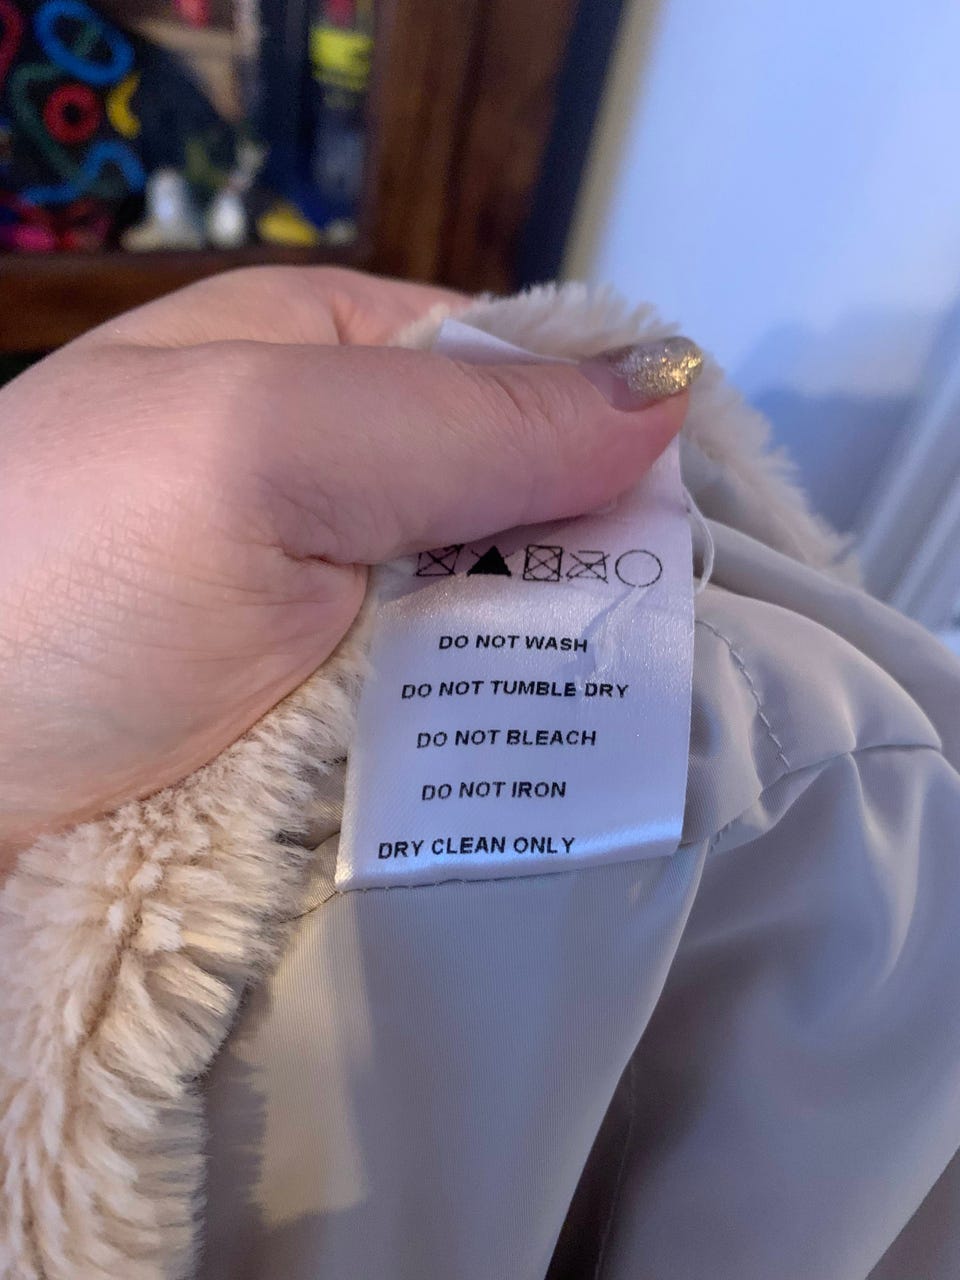 DO NOT WASH
DO NOT TUMBLE DRY
DO NOT BLEACH
DO NOT IRON
DRY CLEAN ONLY